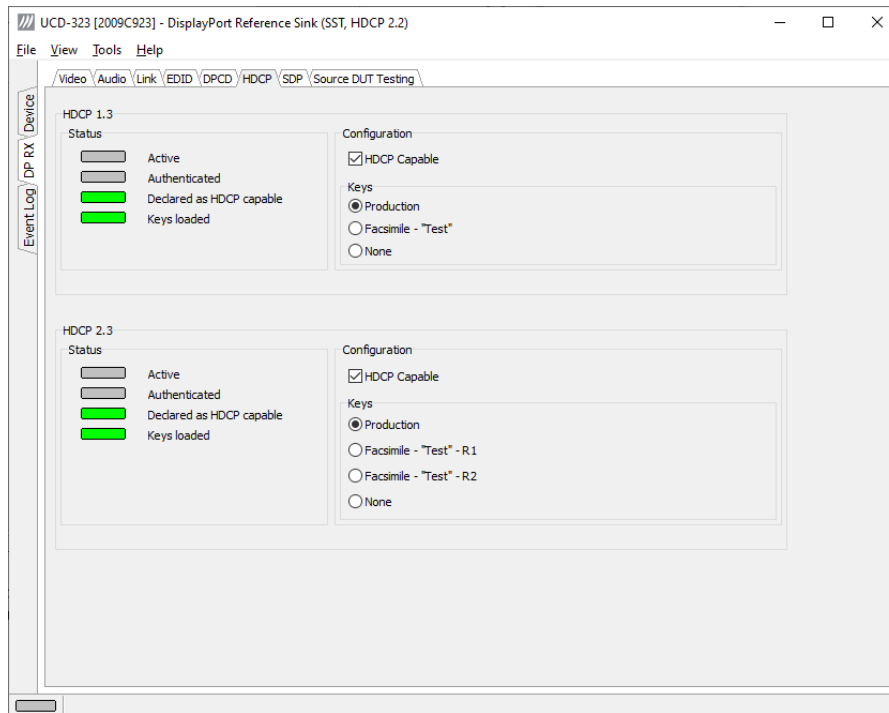 UCD-323 [2009C923] - DisplayPort Reference Sink (SST, HDCP 2.2)
File View Tools Help
Video Audio Link EDID DPCD HDCP SDP Source DUT Testing
Device
DP RX
Event Log
HDCP 1.3
Status
Active
Authenticated
Declared as HDCP capable
Keys loaded
Configuration
HDCP Capable
Keys
Production
Facsimile - "Test"
None
HDCP 2.3
Status
Active
Authenticated
Declared as HDCP capable
Keys loaded
Configuration
HDCP Capable
Keys
Production
Facsimile - "Test" - R1
Facsimile - "Test" - R2
None